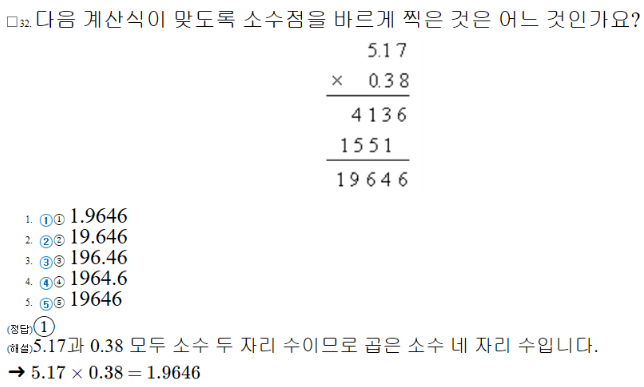 □32. 다음 계산식이 맞도록 소수점을 바르게 찍은 것은 어느 것인가요?
5.17
× 0.38
4136
1551
19646
1. ①① 1.9646
2. ②② 19.646
3. ③③ 196.46
4. ④④ 1964.6
5. ⑤⑤ 19646
(정답)①
(해설)5.17과 0.38 모두 소수 두 자리 수이므로 곱은 소수 네 자리 수입니다.
➜ 5.17 × 0.38 = 1.9646